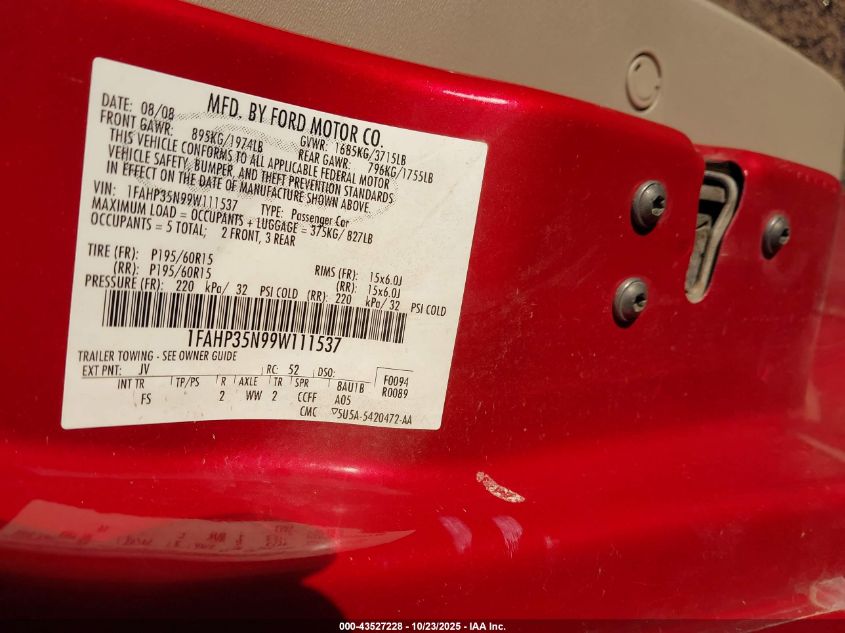 DATE: 08/08 MFD. BY FORD MOTOR CO.
FRONT GAWR: 895KG/1974LB GVWR: 1685KG/3715LB
REAR GAWR: 796KG/1755LB
THIS VEHICLE CONFORMS TO ALL APPLICABLE FEDERAL MOTOR
VEHICLE SAFETY, BUMPER, AND THEFT PREVENTION STANDARDS
IN EFFECT ON THE DATE OF MANUFACTURE SHOWN ABOVE.
VIN: 1FAHP35N99W111537 TYPE: Passenger Car
MAXIMUM LOAD = OCCUPANTS + LUGGAGE = 375KG/ 827LB
OCCUPANTS = 5 TOTAL; 2 FRONT, 3 REAR
TIRE (FR): P195/60R15 RIMS (FR): 15x6.0J
(RR): P195/60R15 (RR): 15x6.0J
PRESSURE (FR): 220 kPa/ 32 PSI COLD (RR): 220 kPa/ 32 PSI COLD
1FAHP35N99W111537
TRAILER TOWING - SEE OWNER GUIDE
EXT PNT: JV RC: 52 DSO: F0094
INT TR TP/PS R AXLE TR SPR 8AU1B R0089
FS 2 WW 2 CCFF A05
CMC ▽5U5A-5420472-AA
000-43527228 - 10/23/2025 - IAA Inc.